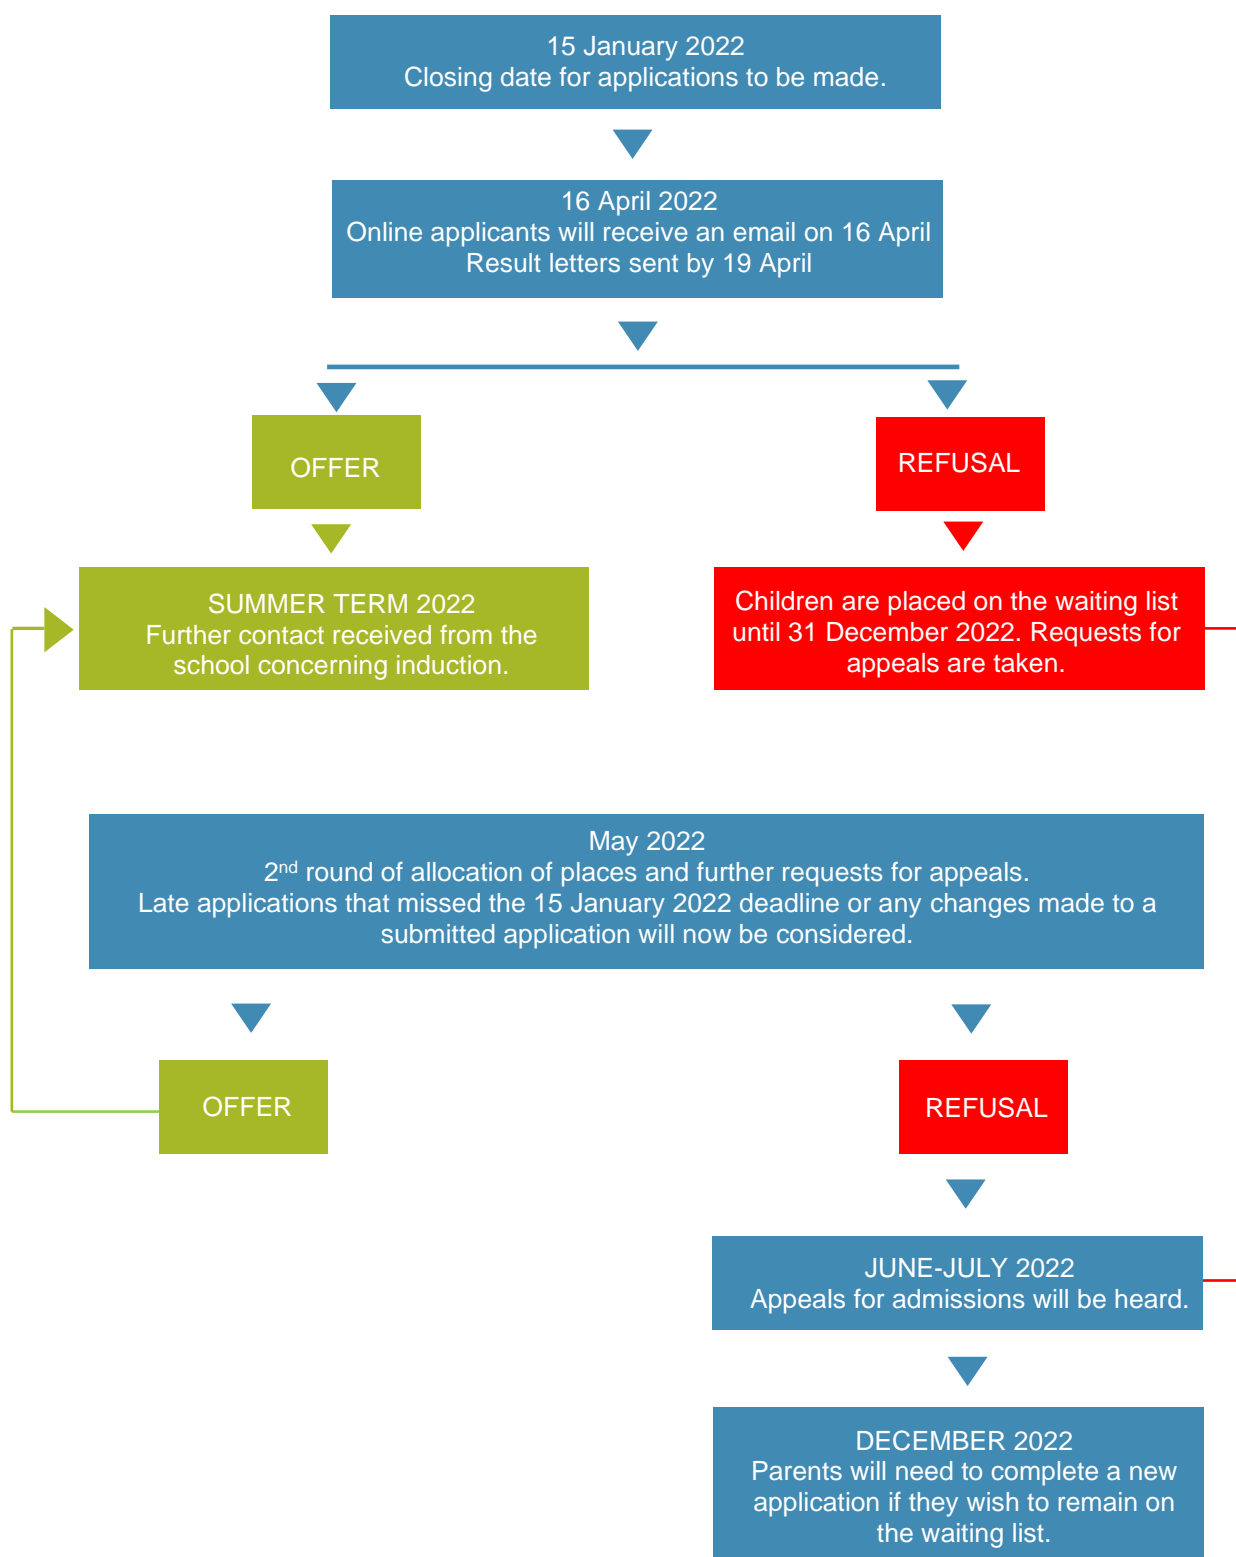 15 January 2022
Closing date for applications to be made.
16 April 2022
Online applicants will receive an email on 16 April
Result letters sent by 19 April
OFFER
REFUSAL
SUMMER TERM 2022
Further contact received from the
school concerning induction.
Children are placed on the waiting list
until 31 December 2022. Requests for
appeals are taken.
May 2022
2nd round of allocation of places and further requests for appeals.
Late applications that missed the 15 January 2022 deadline or any changes made to a
submitted application will now be considered.
OFFER
REFUSAL
JUNE-JULY 2022
Appeals for admissions will be heard.
DECEMBER 2022
Parents will need to complete a new
application if they wish to remain on
the waiting list.